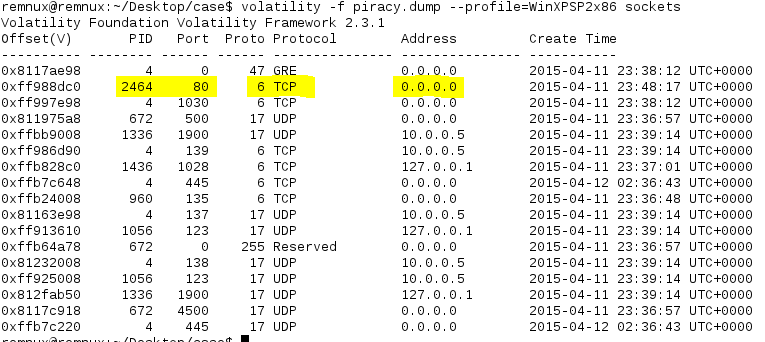 remnux@remnux:~/Desktop/case$ volatility -f piracy.dump --profile=WinXPSP2x86 sockets
Volatility Foundation Volatility Framework 2.3.1
Offset(V) PID Port Proto Protocol Address Create Time
---------- -------- ------ ------ --------------- --------------- -----------
0x8117ae98 4 0 47 GRE 0.0.0.0 2015-04-11 23:38:12 UTC+0000
0xff988dc0 2464 80 6 TCP 0.0.0.0 2015-04-11 23:48:17 UTC+0000
0xff997e98 4 1030 6 TCP 0.0.0.0 2015-04-11 23:38:12 UTC+0000
0x811975a8 672 500 17 UDP 0.0.0.0 2015-04-11 23:36:57 UTC+0000
0xffbb9008 1336 1900 17 UDP 10.0.0.5 2015-04-11 23:39:14 UTC+0000
0xff986d90 4 139 6 TCP 10.0.0.5 2015-04-11 23:39:14 UTC+0000
0xffb828c0 1436 1028 6 TCP 127.0.0.1 2015-04-11 23:37:01 UTC+0000
0xffb7c648 4 445 6 TCP 0.0.0.0 2015-04-12 02:36:43 UTC+0000
0xffb24008 960 135 6 TCP 0.0.0.0 2015-04-11 23:36:48 UTC+0000
0x81163e98 4 137 17 UDP 10.0.0.5 2015-04-11 23:39:14 UTC+0000
0xff913610 1056 123 17 UDP 127.0.0.1 2015-04-11 23:39:14 UTC+0000
0xffb64a78 672 0 255 Reserved 0.0.0.0 2015-04-11 23:36:57 UTC+0000
0x81232008 4 138 17 UDP 10.0.0.5 2015-04-11 23:39:14 UTC+0000
0xff925008 1056 123 17 UDP 10.0.0.5 2015-04-11 23:39:14 UTC+0000
0x812fab50 1336 1900 17 UDP 127.0.0.1 2015-04-11 23:39:14 UTC+0000
0x8117c918 672 4500 17 UDP 0.0.0.0 2015-04-11 23:36:57 UTC+0000
0xffb7c220 4 445 17 UDP 0.0.0.0 2015-04-12 02:36:43 UTC+0000
remnux@remnux:~/Desktop/case$